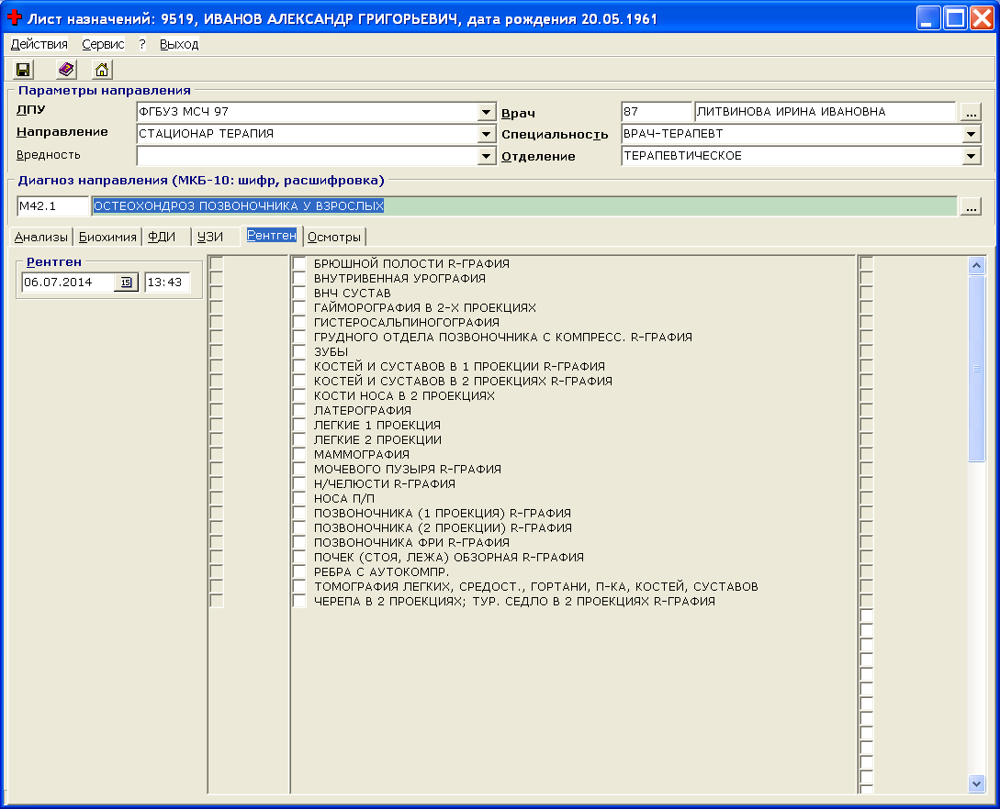 Лист назначений: 9519, ИВАНОВ АЛЕКСАНДР ГРИГОРЬЕВИЧ, дата рождения 20.05.1961
Действия Сервис ? Выход
Параметры направления
ЛПУ ФГБУЗ МСЧ 97 Врач 87 ЛИТВИНОВА ИРИНА ИВАНОВНА ...
Направление СТАЦИОНАР ТЕРАПИЯ Специальность ВРАЧ-ТЕРАПЕВТ
Вредность Отделение ТЕРАПЕВТИЧЕСКОЕ
Диагноз направления (МКБ-10: шифр, расшифровка)
М42.1 ОСТЕОХОНДРОЗ ПОЗВОНОЧНИКА У ВЗРОСЛЫХ ...
Анализы Биохимия ФДИ УЗИ Рентген Осмотры
Рентген
06.07.2014 15 13:43
БРЮШНОЙ ПОЛОСТИ R-ГРАФИЯ
ВНУТРИВЕННАЯ УРОГРАФИЯ
ВНЧ СУСТАВ
ГАЙМОРОГРАФИЯ В 2-Х ПРОЕКЦИЯХ
ГИСТЕРОСАЛЬПИНОГОГРАФИЯ
ГРУДНОГО ОТДЕЛА ПОЗВОНОЧНИКА С КОМПРЕСС. R-ГРАФИЯ
ЗУБЫ
КОСТЕЙ И СУСТАВОВ В 1 ПРОЕКЦИИ R-ГРАФИЯ
КОСТЕЙ И СУСТАВОВ В 2 ПРОЕКЦИЯХ R-ГРАФИЯ
КОСТИ НОСА В 2 ПРОЕКЦИЯХ
ЛАТЕРОГРАФИЯ
ЛЕГКИЕ 1 ПРОЕКЦИЯ
ЛЕГКИЕ 2 ПРОЕКЦИИ
МАММОГРАФИЯ
МОЧЕВОГО ПУЗЫРЯ R-ГРАФИЯ
Н/ЧЕЛЮСТИ R-ГРАФИЯ
НОСА П/П
ПОЗВОНОЧНИКА (1 ПРОЕКЦИЯ) R-ГРАФИЯ
ПОЗВОНОЧНИКА (2 ПРОЕКЦИИ) R-ГРАФИЯ
ПОЗВОНОЧНИКА ФРИ R-ГРАФИЯ
ПОЧЕК (СТОЯ, ЛЕЖА) ОБЗОРНАЯ R-ГРАФИЯ
РЕБРА С АУТОКОМПР.
ТОМОГРАФИЯ ЛЕГКИХ, СРЕДОСТ., ГОРТАНИ, П-КА, КОСТЕЙ, СУСТАВОВ
ЧЕРЕПА В 2 ПРОЕКЦИЯХ; ТУР. СЕДЛО В 2 ПРОЕКЦИЯХ R-ГРАФИЯ